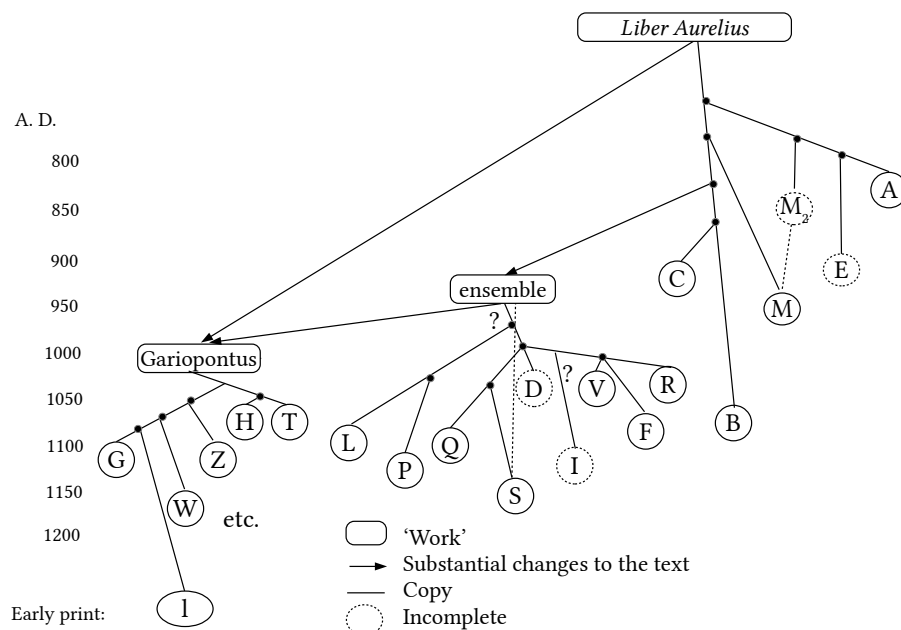 Liber Aurelius
A. D.
800
A
M2
850
900
E
C
ensemble
950
M
?
1000
Gariopontus
?
D
V
R
1050
H
T
B
L
Q
F
1100
G
Z
P
I
1150
S
W
etc.
1200
'Work'
Substantial changes to the text
Copy
Early print:
l
Incomplete